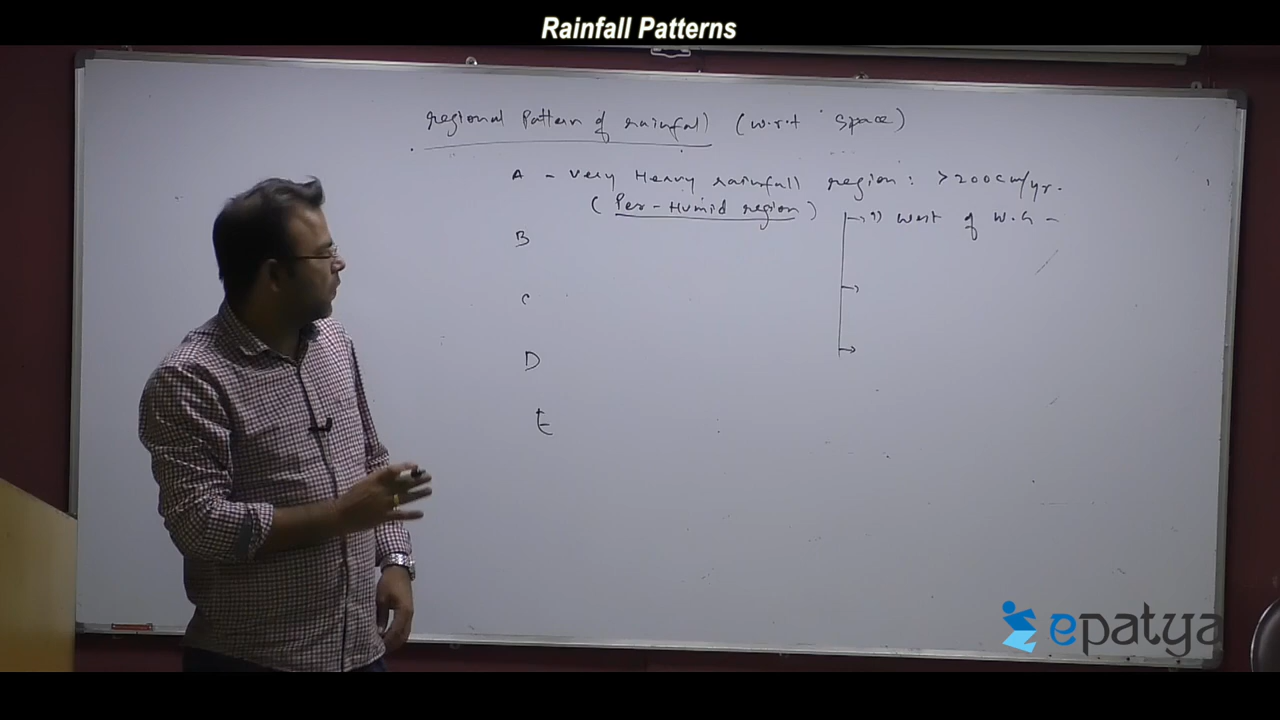 Rainfall Patterns
regional Pattern of rainfall (w.r.t space)
A - Very Heavy rainfall region: >200cm/yr.
(Per-Humid region)
→ 1) West of W.G -
B
C
D
E
epatya